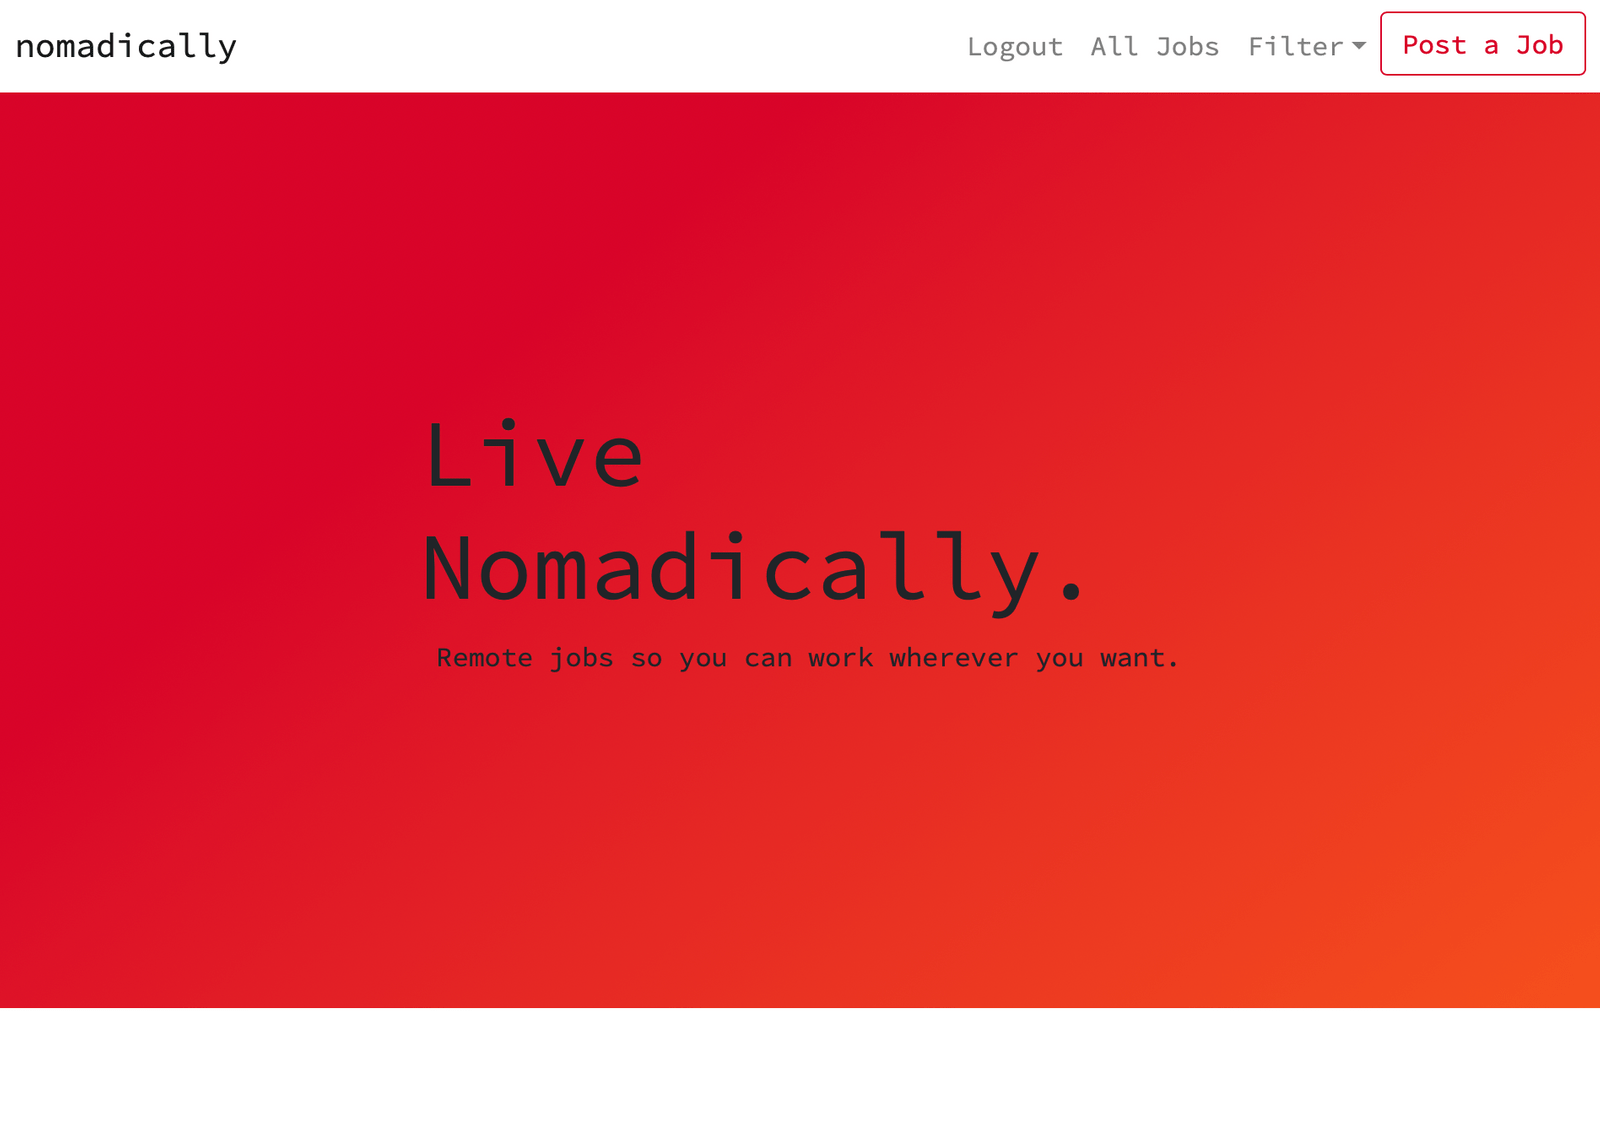 nomadically
Logout All Jobs Filter Post a Job
Live
Nomadically.
Remote jobs so you can work wherever you want.